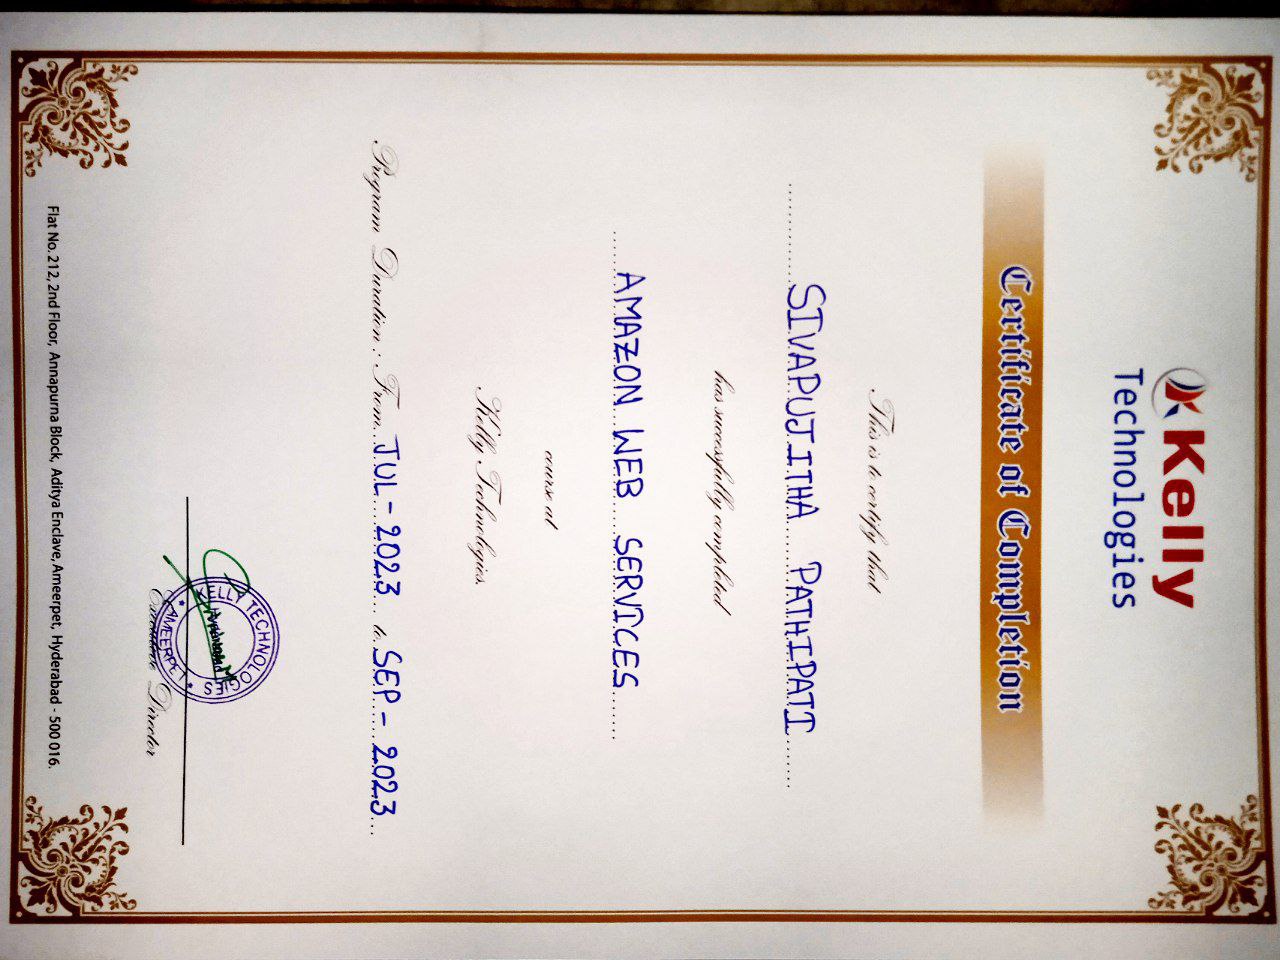 Kelly
Technologies
Certificate of Completion
This is to certify that
SIVAPUJITHA PATHIPATI
has successfully completed
AMAZON WEB SERVICES
course at
Kelly Technologies.
Program Duration : From JUL - 2023 to SEP - 2023
KELLY TECHNOLOGIES
* AMEERPET *
Executive Director
Flat No. 212, 2nd Floor, Annapurna Block, Aditya Enclave, Ameerpet, Hyderabad - 500 016.